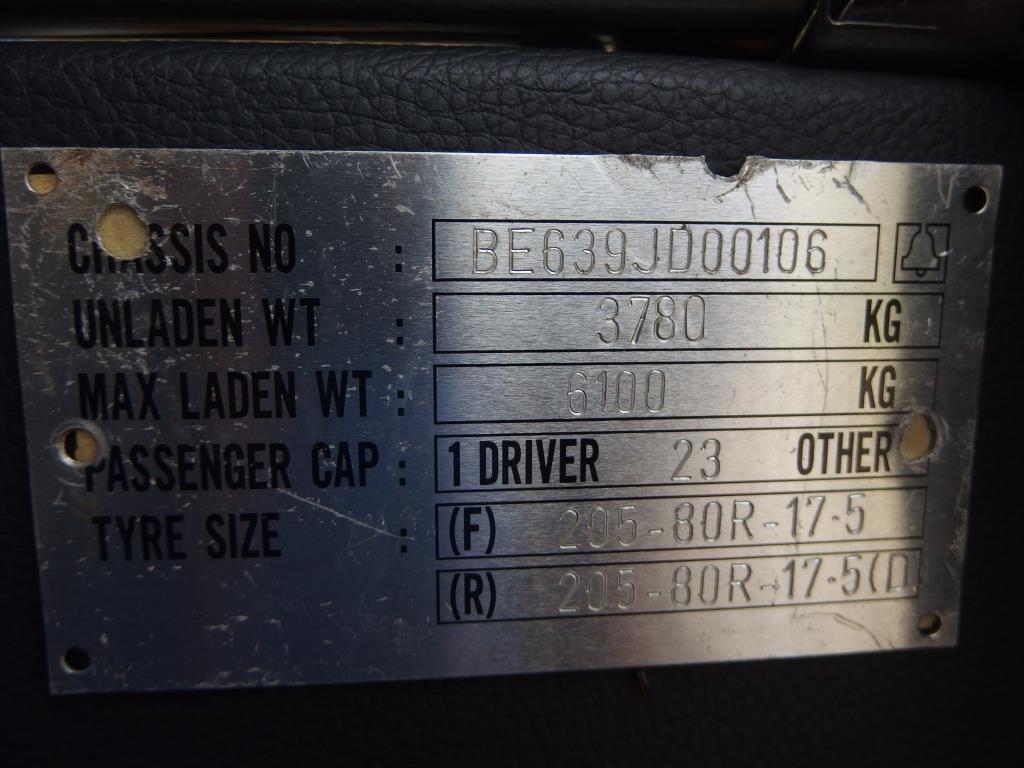 CHASSIS NO : BE639JD00106
UNLADEN WT : 3780 KG
MAX LADEN WT : 6100 KG
PASSENGER CAP : 1 DRIVER 23 OTHER
TYRE SIZE : (F) 205-80R-17.5
(R) 205-80R-17.5(D